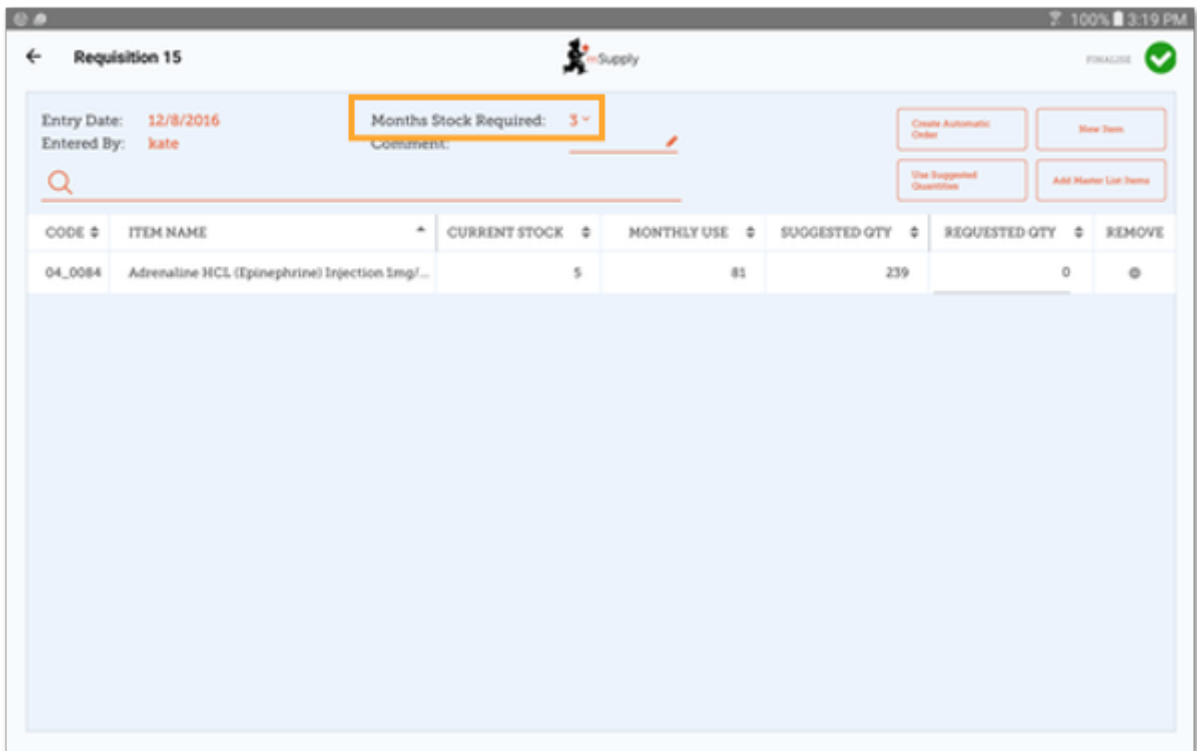 100% 3:19 PM
Requisition 15
mSupply
FINALISE
Entry Date: 12/8/2016
Months Stock Required: 3
Entered By: kate
Comment:
Create Automatic Order
New Item
Use Suggested Quantities
Add Master List Items
CODE ITEM NAME CURRENT STOCK MONTHLY USE SUGGESTED QTY REQUESTED QTY REMOVE
04_0084 Adrenaline HCL (Epinephrine) Injection 1mg/... 5 81 239 0